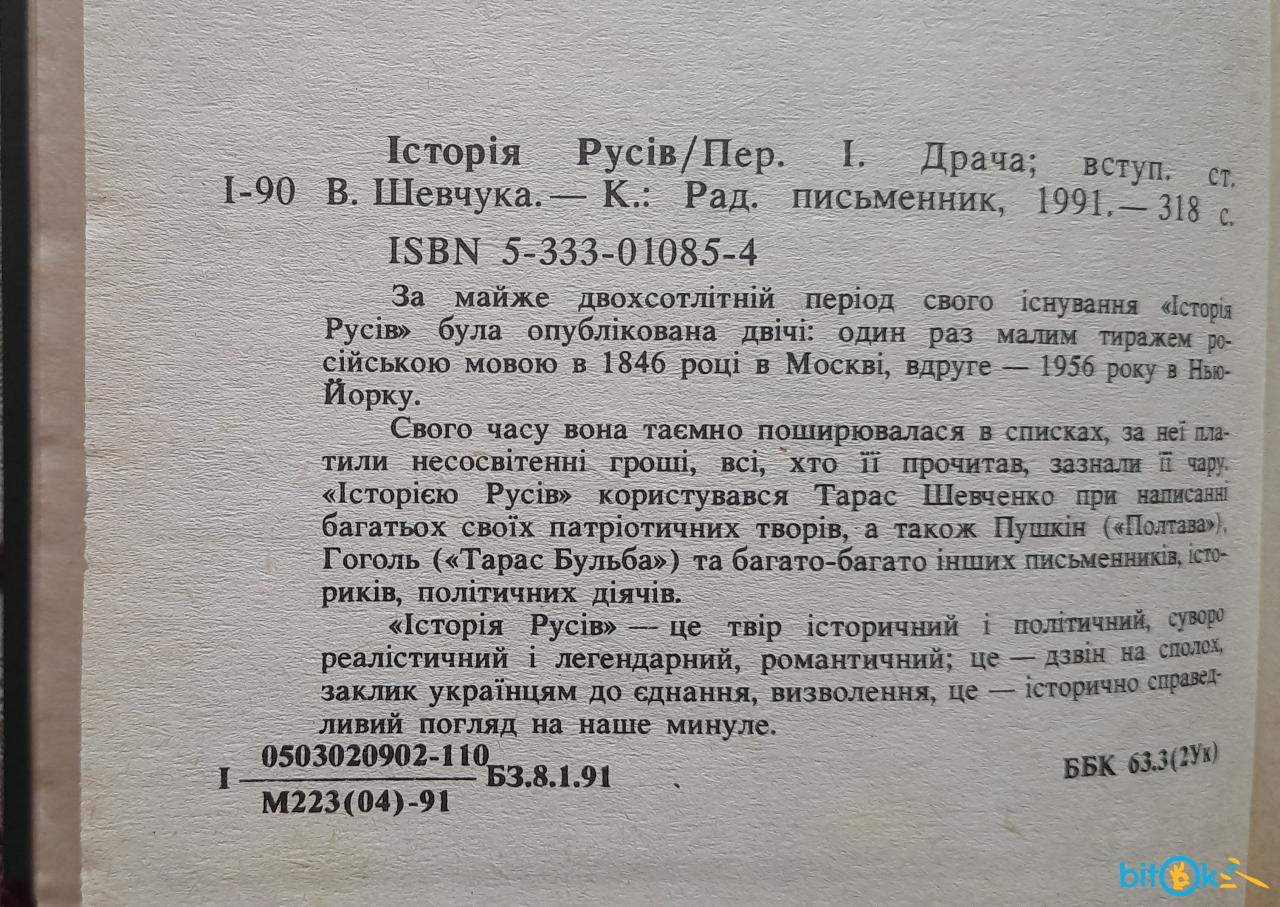 Історія Русів/Пер. І. Драча; вступ. ст.
І-90 В. Шевчука.— К.: Рад. письменник, 1991.— 318 с.
ISBN 5-333-01085-4
За майже двохсотлітній період свого існування «Історія
Русів» була опублікована двічі: один раз малим тиражем ро-
сійською мовою в 1846 році в Москві, вдруге — 1956 року в Нью-
Йорку.
Свого часу вона таємно поширювалася в списках, за неї пла-
тили несосвітенні гроші, всі, хто її прочитав, зазнали її чару.
«Історією Русів» користувався Тарас Шевченко при написанні
багатьох своїх патріотичних творів, а також Пушкін («Полтава»),
Гоголь («Тарас Бульба») та багато-багато інших письменників, істо-
риків, політичних діячів.
«Історія Русів» — це твір історичний і політичний, суворо
реалістичний і легендарний, романтичний; це — дзвін на сполох,
заклик українцям до єднання, визволення, це — історично справед-
ливий погляд на наше минуле.
І 0503020902-110 БЗ.8.1.91
М223(04)-91
ББК 63.3(2Ук)
bitOk